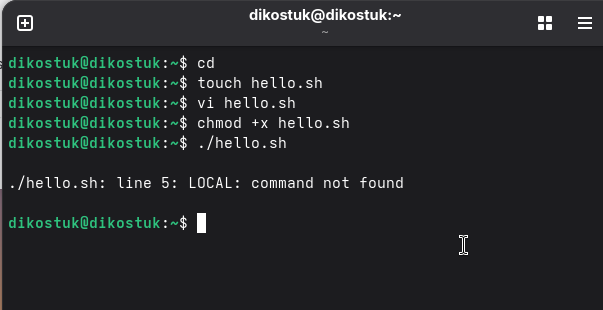 dikostuk@dikostuk:~
~
dikostuk@dikostuk:~$ cd
dikostuk@dikostuk:~$ touch hello.sh
dikostuk@dikostuk:~$ vi hello.sh
dikostuk@dikostuk:~$ chmod +x hello.sh
dikostuk@dikostuk:~$ ./hello.sh
./hello.sh: line 5: LOCAL: command not found
dikostuk@dikostuk:~$